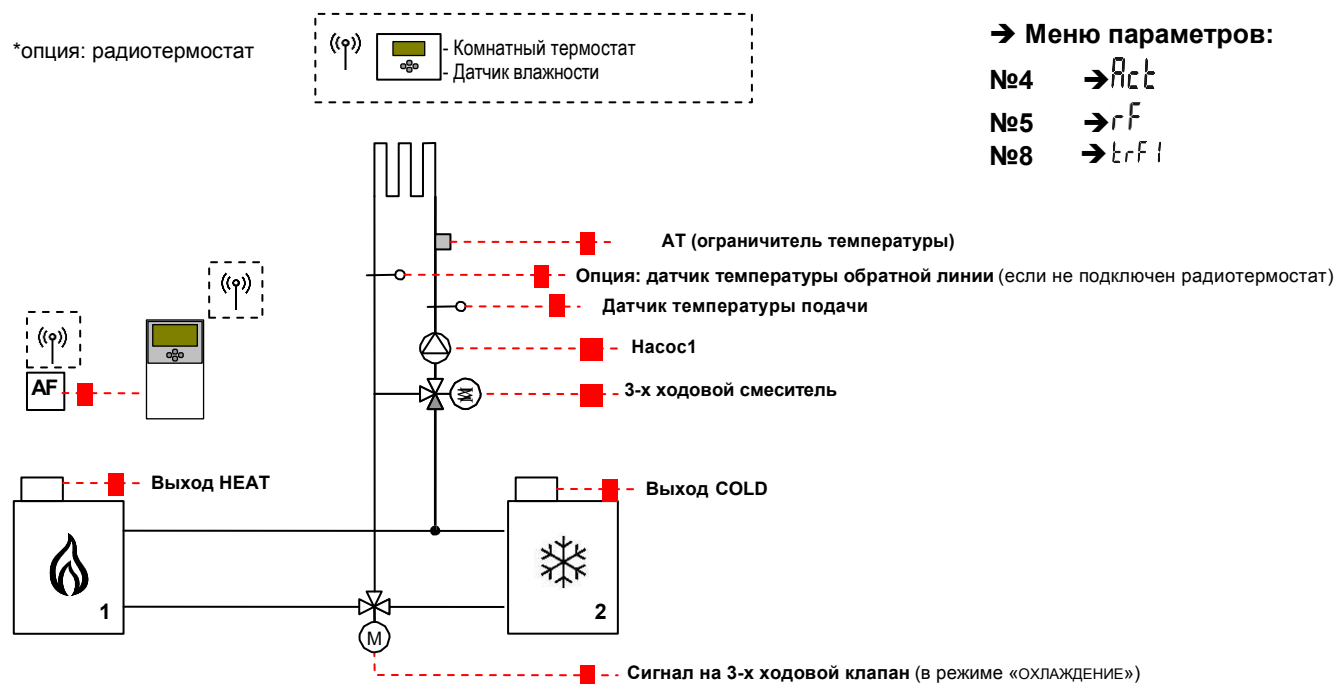 *опция: радиотермостат
- Комнатный термостат
- Датчик влажности
➔ Меню параметров:
№4 ➔Act
№5 ➔rF
№8 ➔trF1
AT (ограничитель температуры)
Опция: датчик температуры обратной линии (если не подключен радиотермостат)
Датчик температуры подачи
Насос1
3-х ходовой смеситель
AF
Выход HEAT
Выход COLD
1
2
M
Сигнал на 3-х ходовой клапан (в режиме «ОХЛАЖДЕНИЕ»)